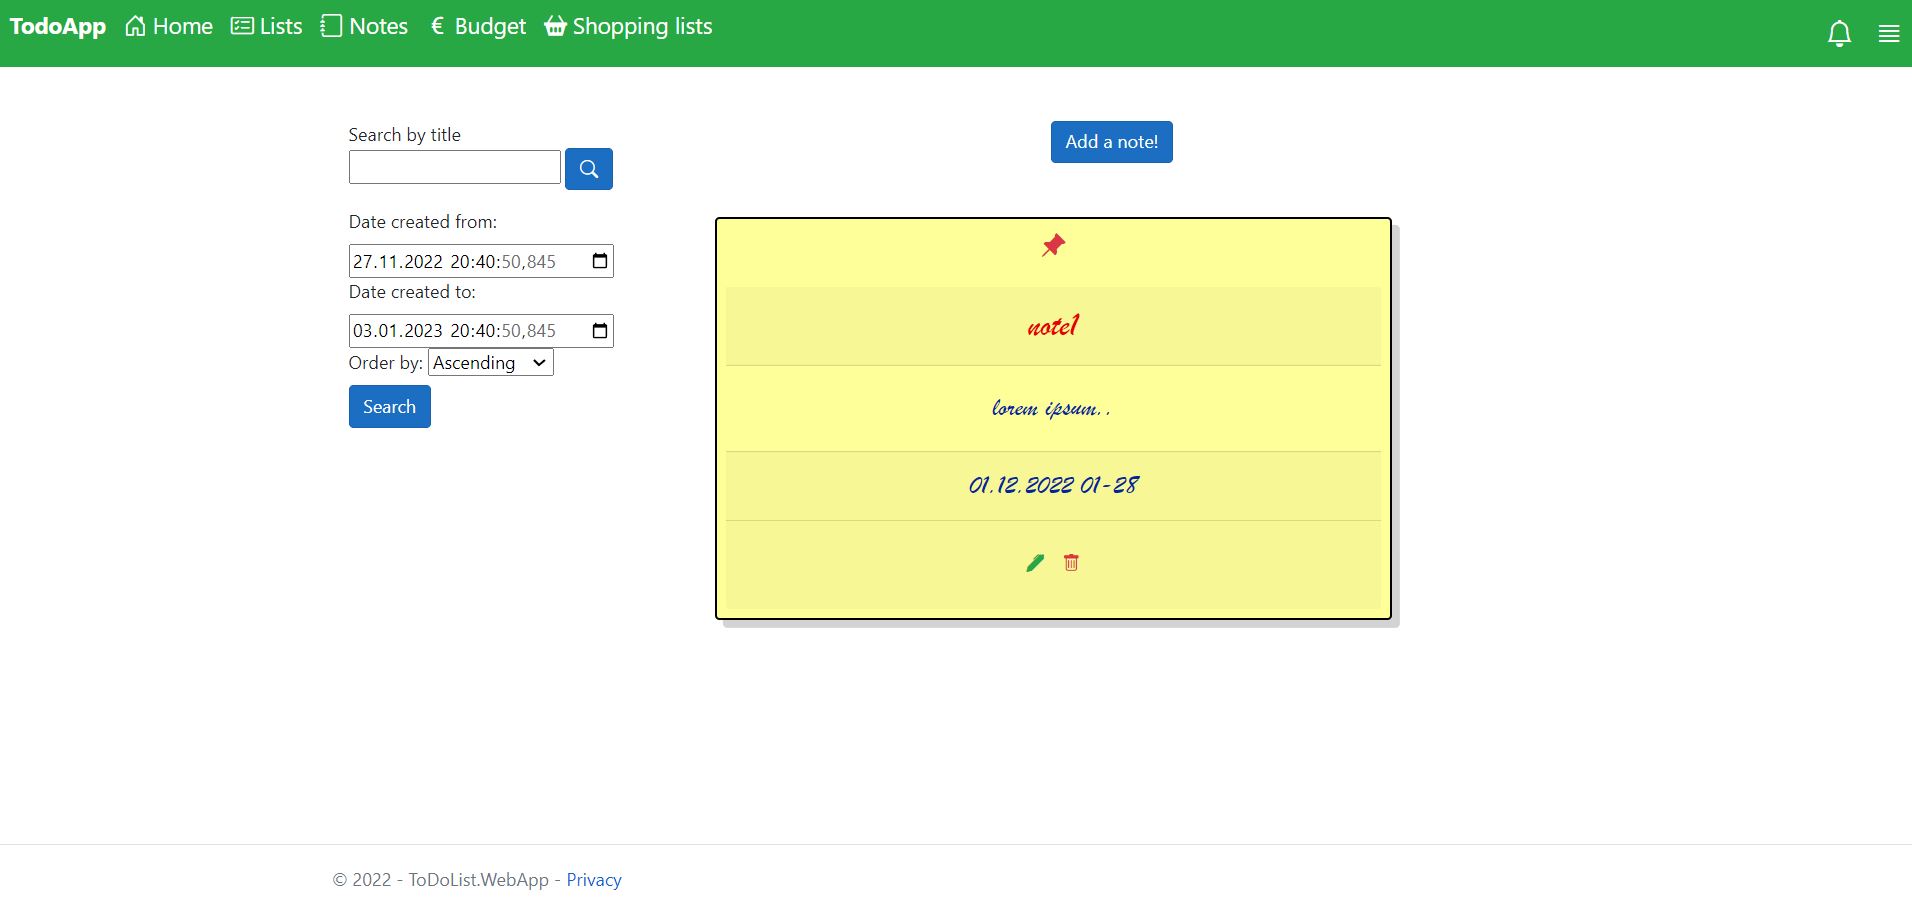 TodoApp Home Lists Notes € Budget Shopping lists
Search by title
Add a note!
Date created from:
27.11.2022 20:40:50,845
Date created to:
03.01.2023 20:40:50,845
Order by: Ascending
Search
note1
lorem ipsum..
01.12.2022 01-28
© 2022 - ToDoList.WebApp - Privacy